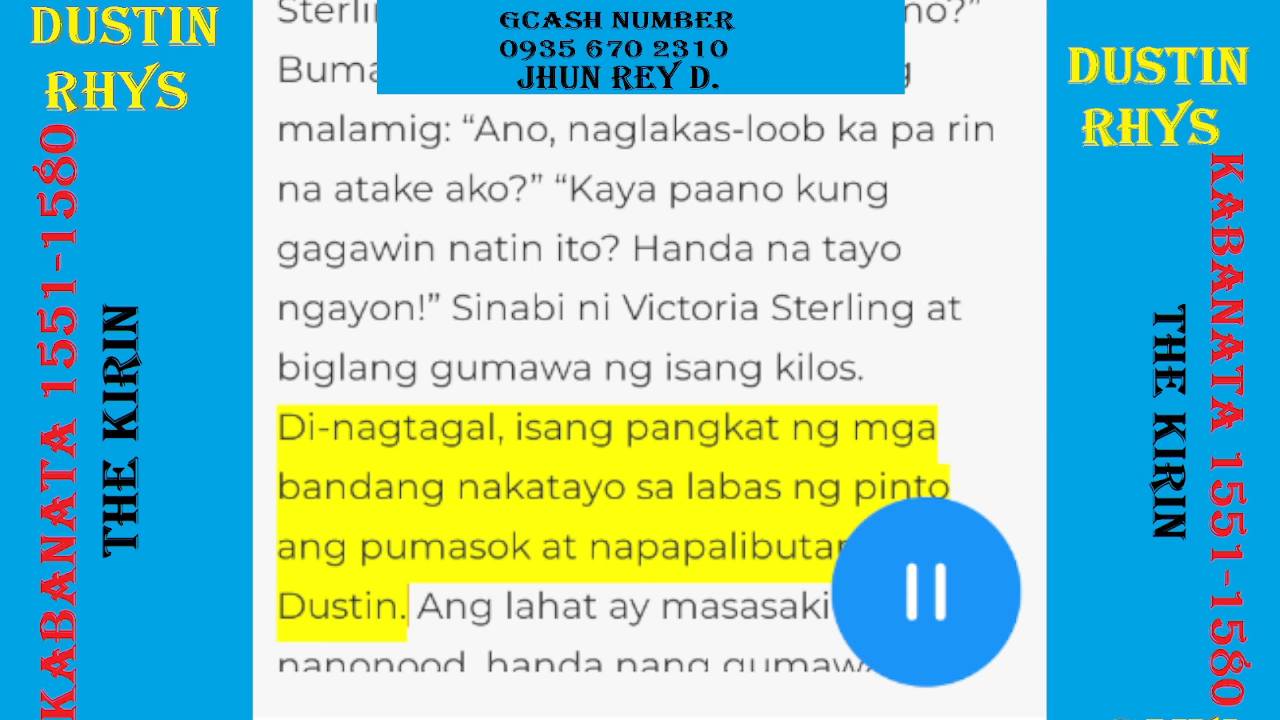 DUSTIN
RHYS
KABANATA 1551-1580
THE KIRIN
GCASH NUMBER
0935 670 2310
JHUN REY D.
malamig: “Ano, naglakas-loob ka pa rin
na atake ako?” “Kaya paano kung
gagawin natin ito? Handa na tayo
ngayon!” Sinabi ni Victoria Sterling at
biglang gumawa ng isang kilos.
Di-nagtagal, isang pangkat ng mga
bandang nakatayo sa labas ng pinto
ang pumasok at
Dustin. Ang lahat ay
nanonood, handa nang
DUSTIN
RHYS
KABANATA 1551-1580
THE KIRIN